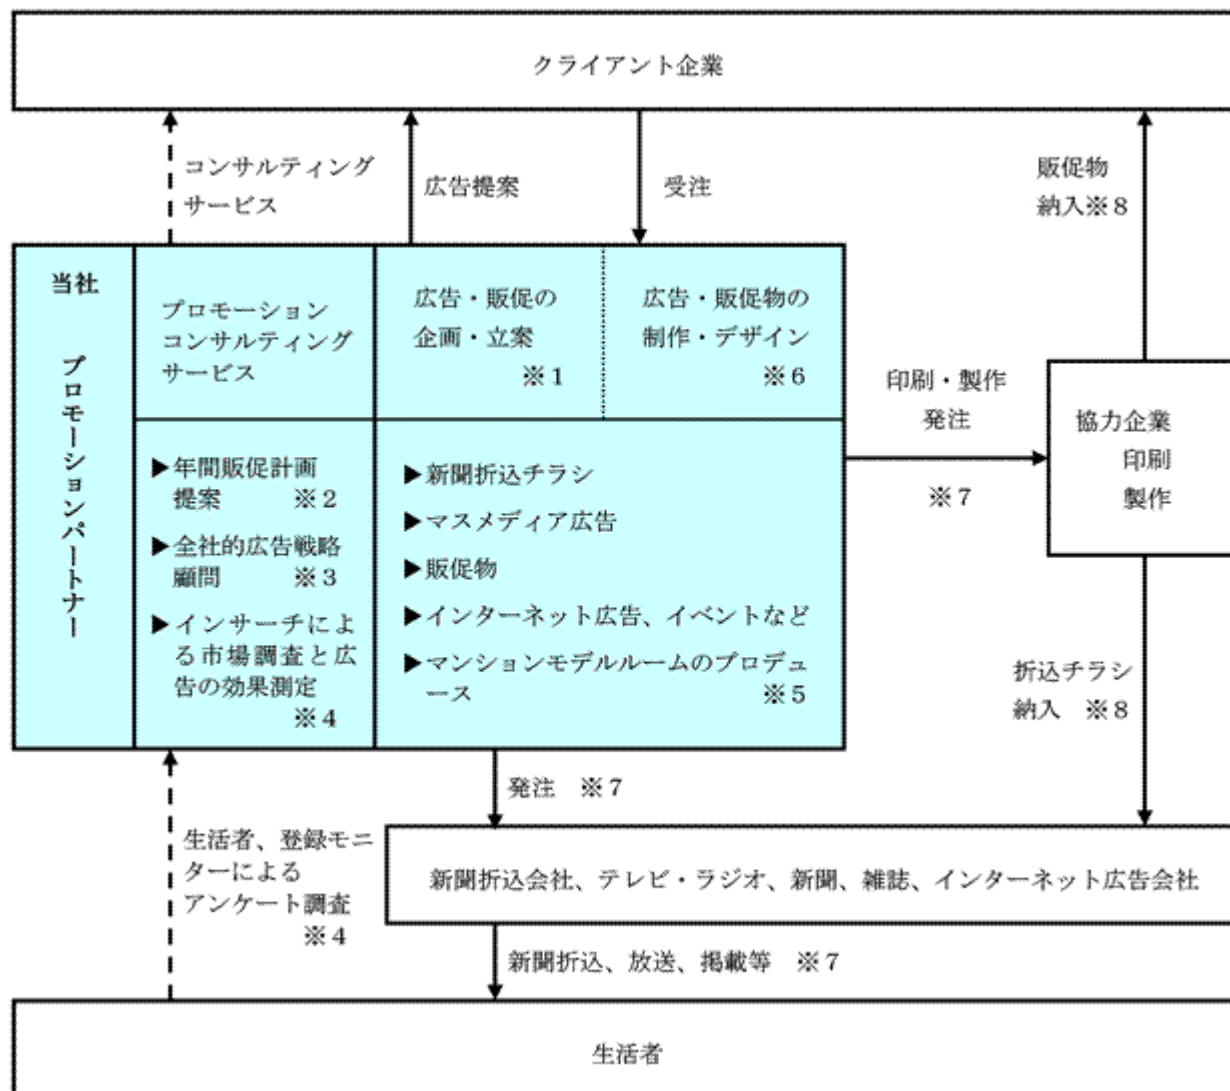 クライアント企業
コンサルティング
サービス
広告提案
受注
販促物
納入※8
当社
プロモーションパートナー
プロモーション
コンサルティング
サービス
広告・販促の
企画・立案
※1
広告・販促物の
制作・デザイン
※6
▶年間販促計画
提案 ※2
▶全社的広告戦略
顧問 ※3
▶インサーチによ
る市場調査と広
告の効果測定
※4
▶新聞折込チラシ
▶マスメディア広告
▶販促物
▶インターネット広告、イベントなど
▶マンションモデルルームのプロデュ
ース ※5
印刷・製作
発注
※7
協力企業
印刷
製作
折込チラシ
納入 ※8
発注 ※7
生活者、登録モニ
ターによる
アンケート調査
※4
新聞折込会社、テレビ・ラジオ、新聞、雑誌、インターネット広告会社
新聞折込、放送、掲載等 ※7
生活者